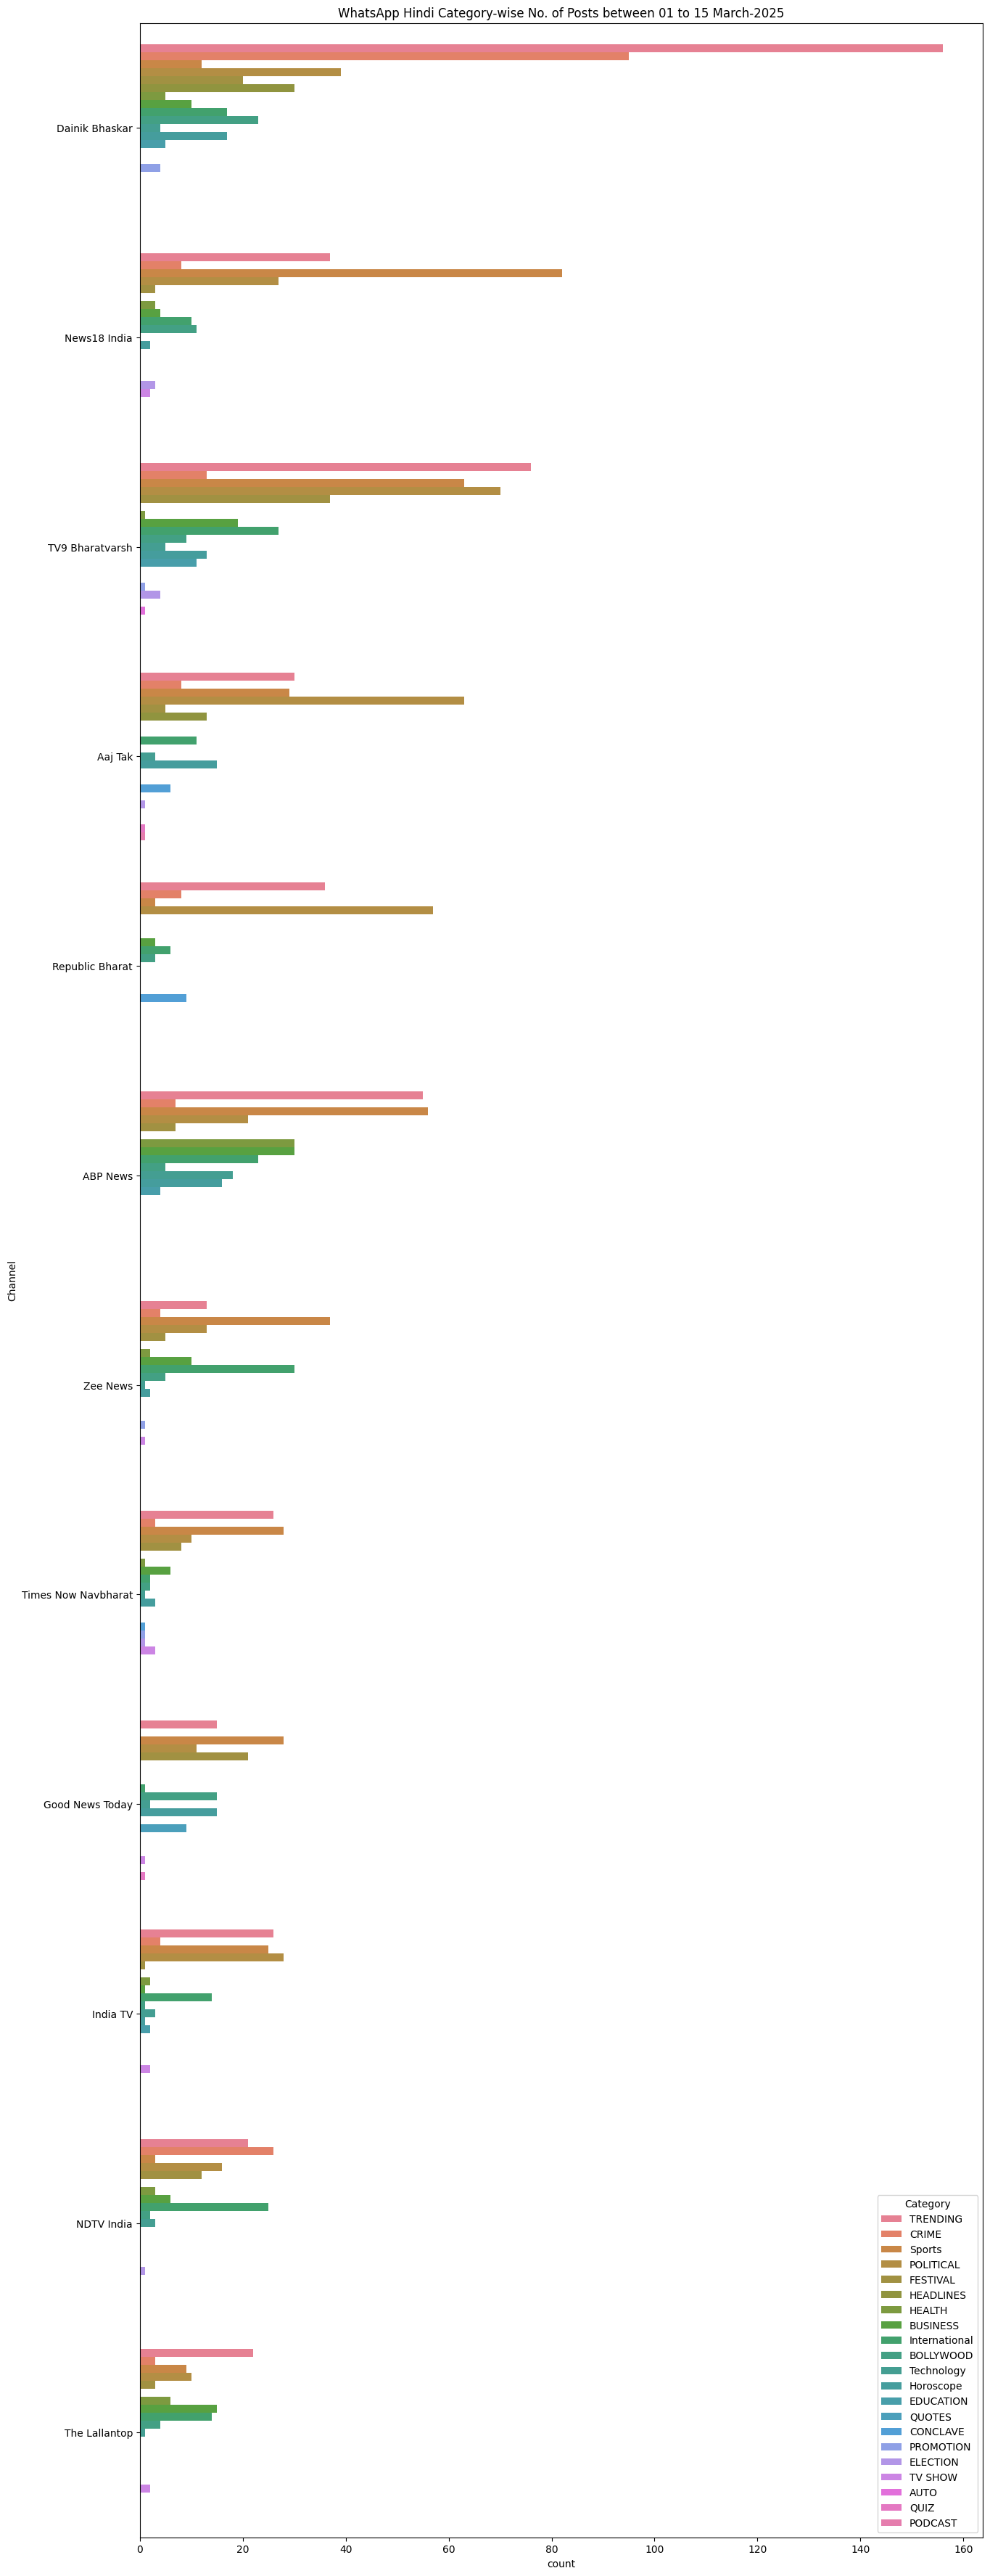 WhatsApp Hindi Category-wise No. of Posts between 01 to 15 March-2025
Channel
Dainik Bhaskar
News18 India
TV9 Bharatvarsh
Aaj Tak
Republic Bharat
ABP News
Zee News
Times Now Navbharat
Good News Today
India TV
NDTV India
The Lallantop
Category
TRENDING
CRIME
Sports
POLITICAL
FESTIVAL
HEADLINES
HEALTH
BUSINESS
International
BOLLYWOOD
Technology
Horoscope
EDUCATION
QUOTES
CONCLAVE
PROMOTION
ELECTION
TV SHOW
AUTO
QUIZ
PODCAST
0 20 40 60 80 100 120 140 160
count